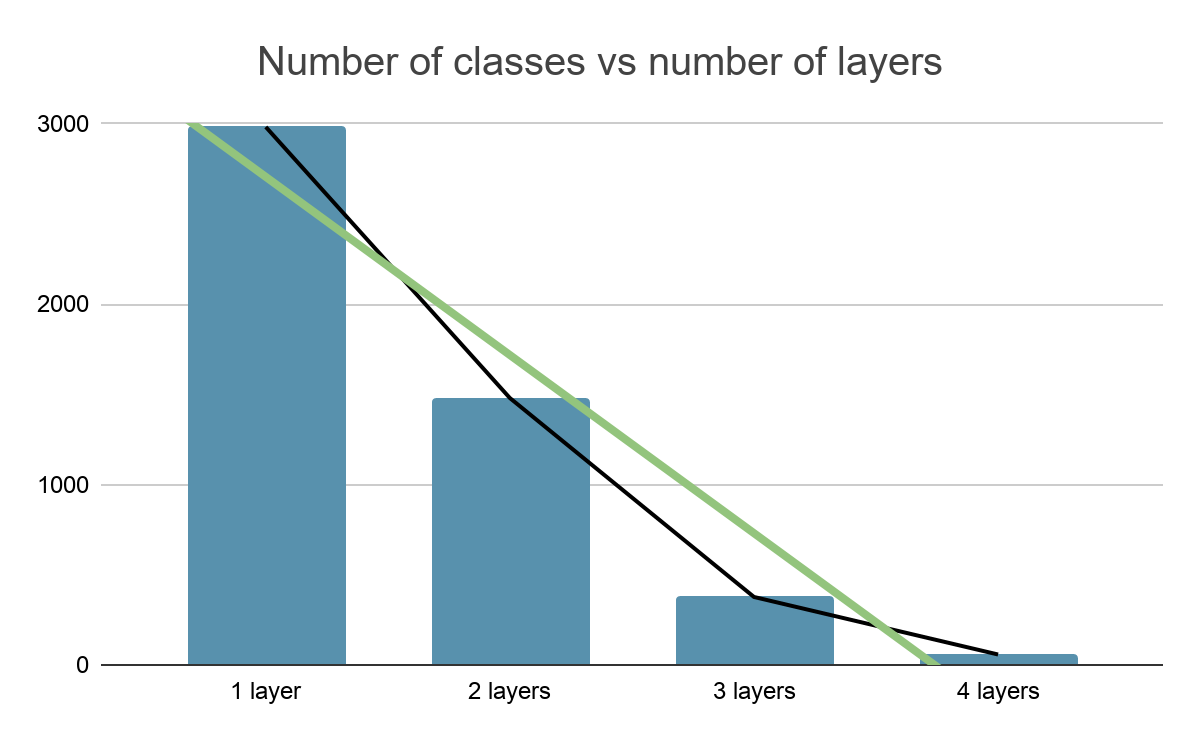 Number of classes vs number of layers
3000
2000
1000
0
1 layer
2 layers
3 layers
4 layers